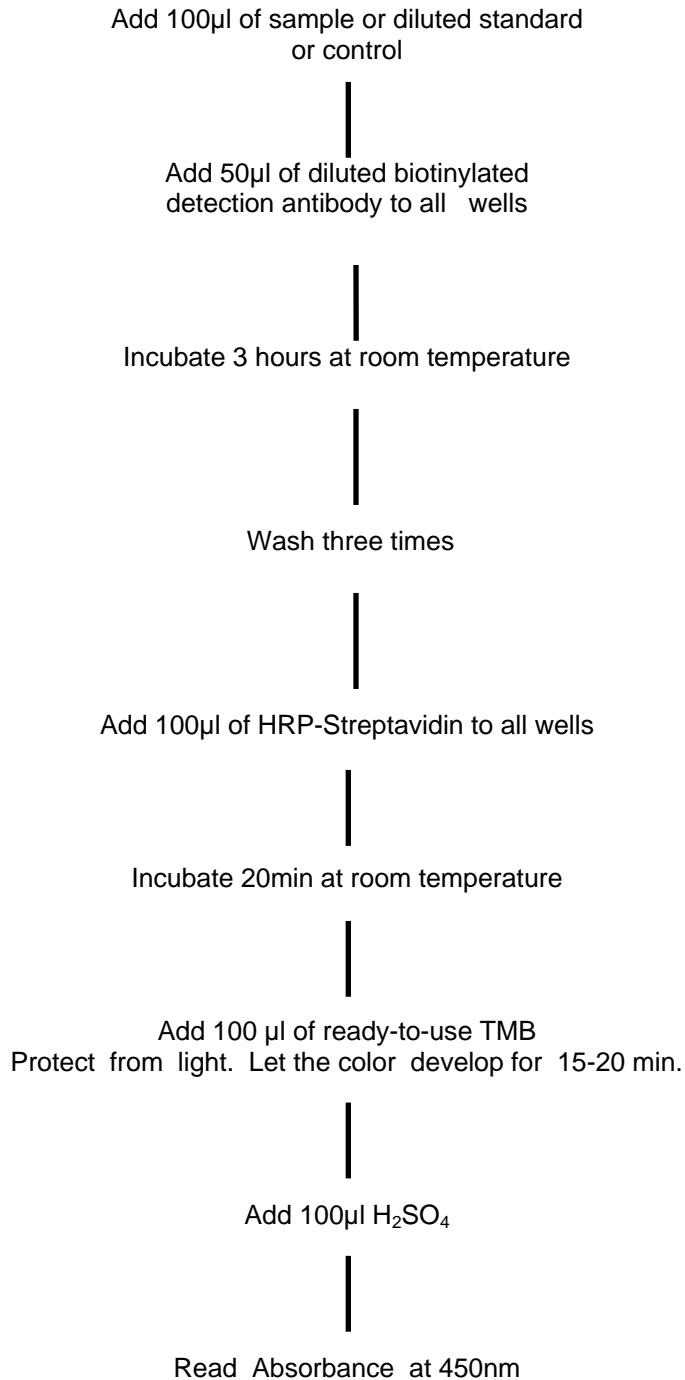 Add 100µl of sample or diluted standard
or control
Add 50µl of diluted biotinylated
detection antibody to all wells
Incubate 3 hours at room temperature
Wash three times
Add 100µl of HRP-Streptavidin to all wells
Incubate 20min at room temperature
Add 100 µl of ready-to-use TMB
Protect from light. Let the color develop for 15-20 min.
Add 100µl H₂SO₄
Read Absorbance at 450nm